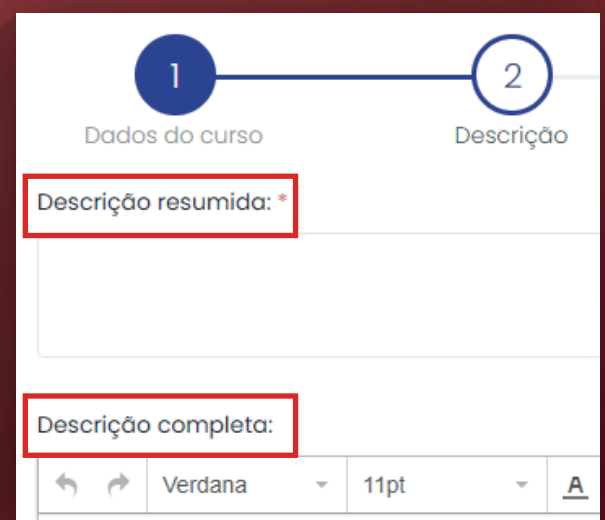 1
2
Dados do curso
Descrição
Descrição resumida: *
Descrição completa:
Verdana
11pt
A